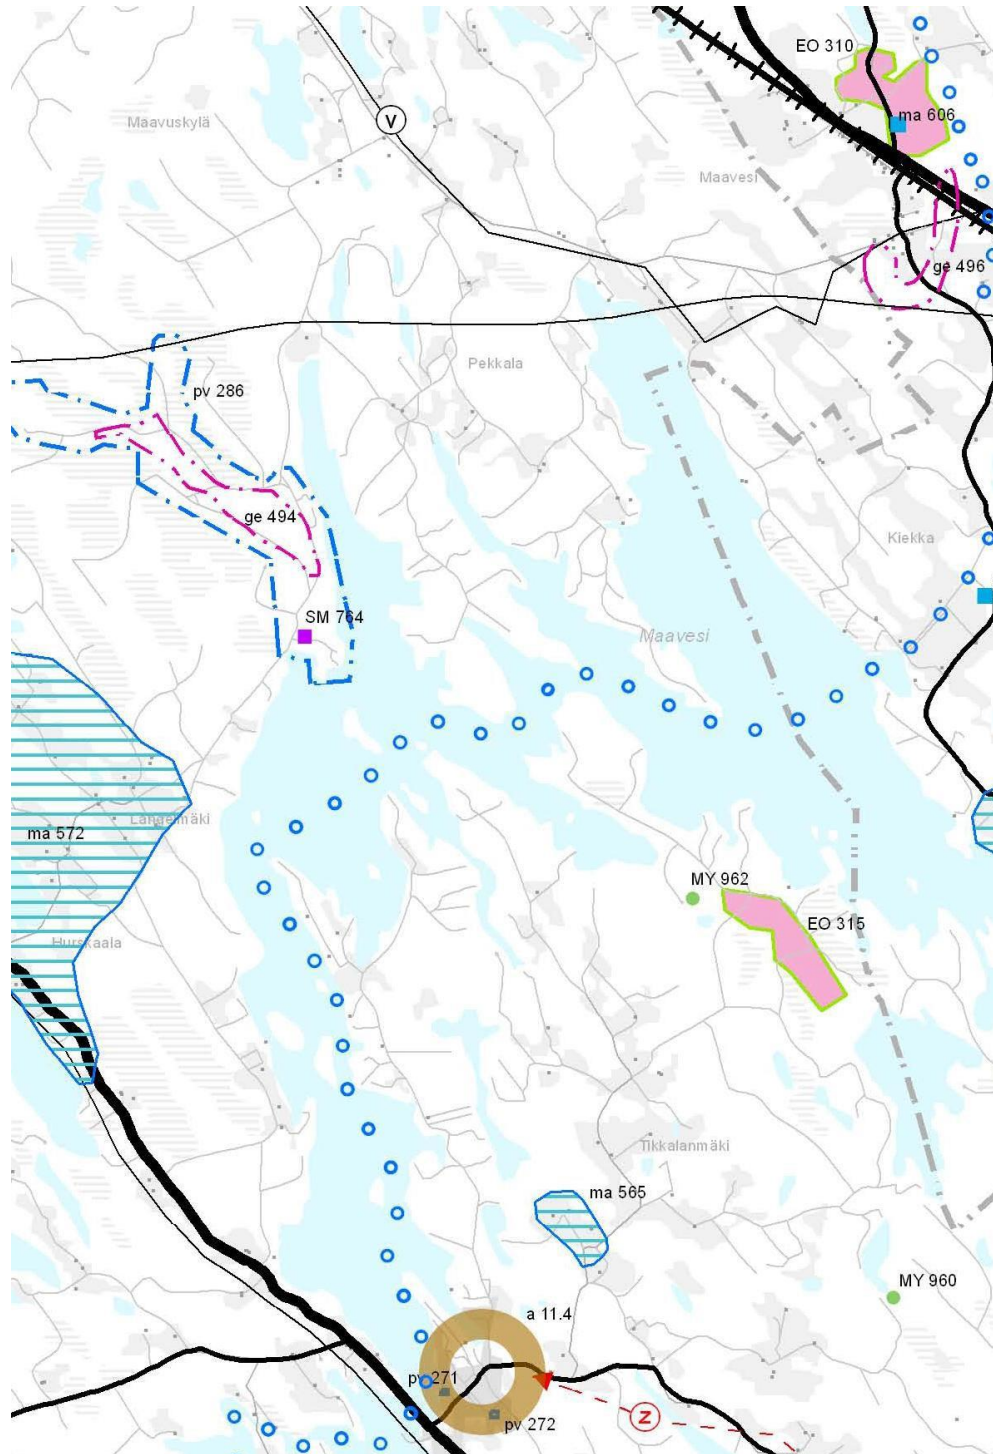 EO 310
V
ma 606
Maavuskylä
Maavesi
ge 496
Pekkala
pv 286
ge 494
Kiekka
SM 764
Maavesi
Längelmäki
ma 572
MY 962
EO 315
Hurskaala
Tikkalanmäki
ma 565
MY 960
a 11.4
pv 271
Z
pv 272